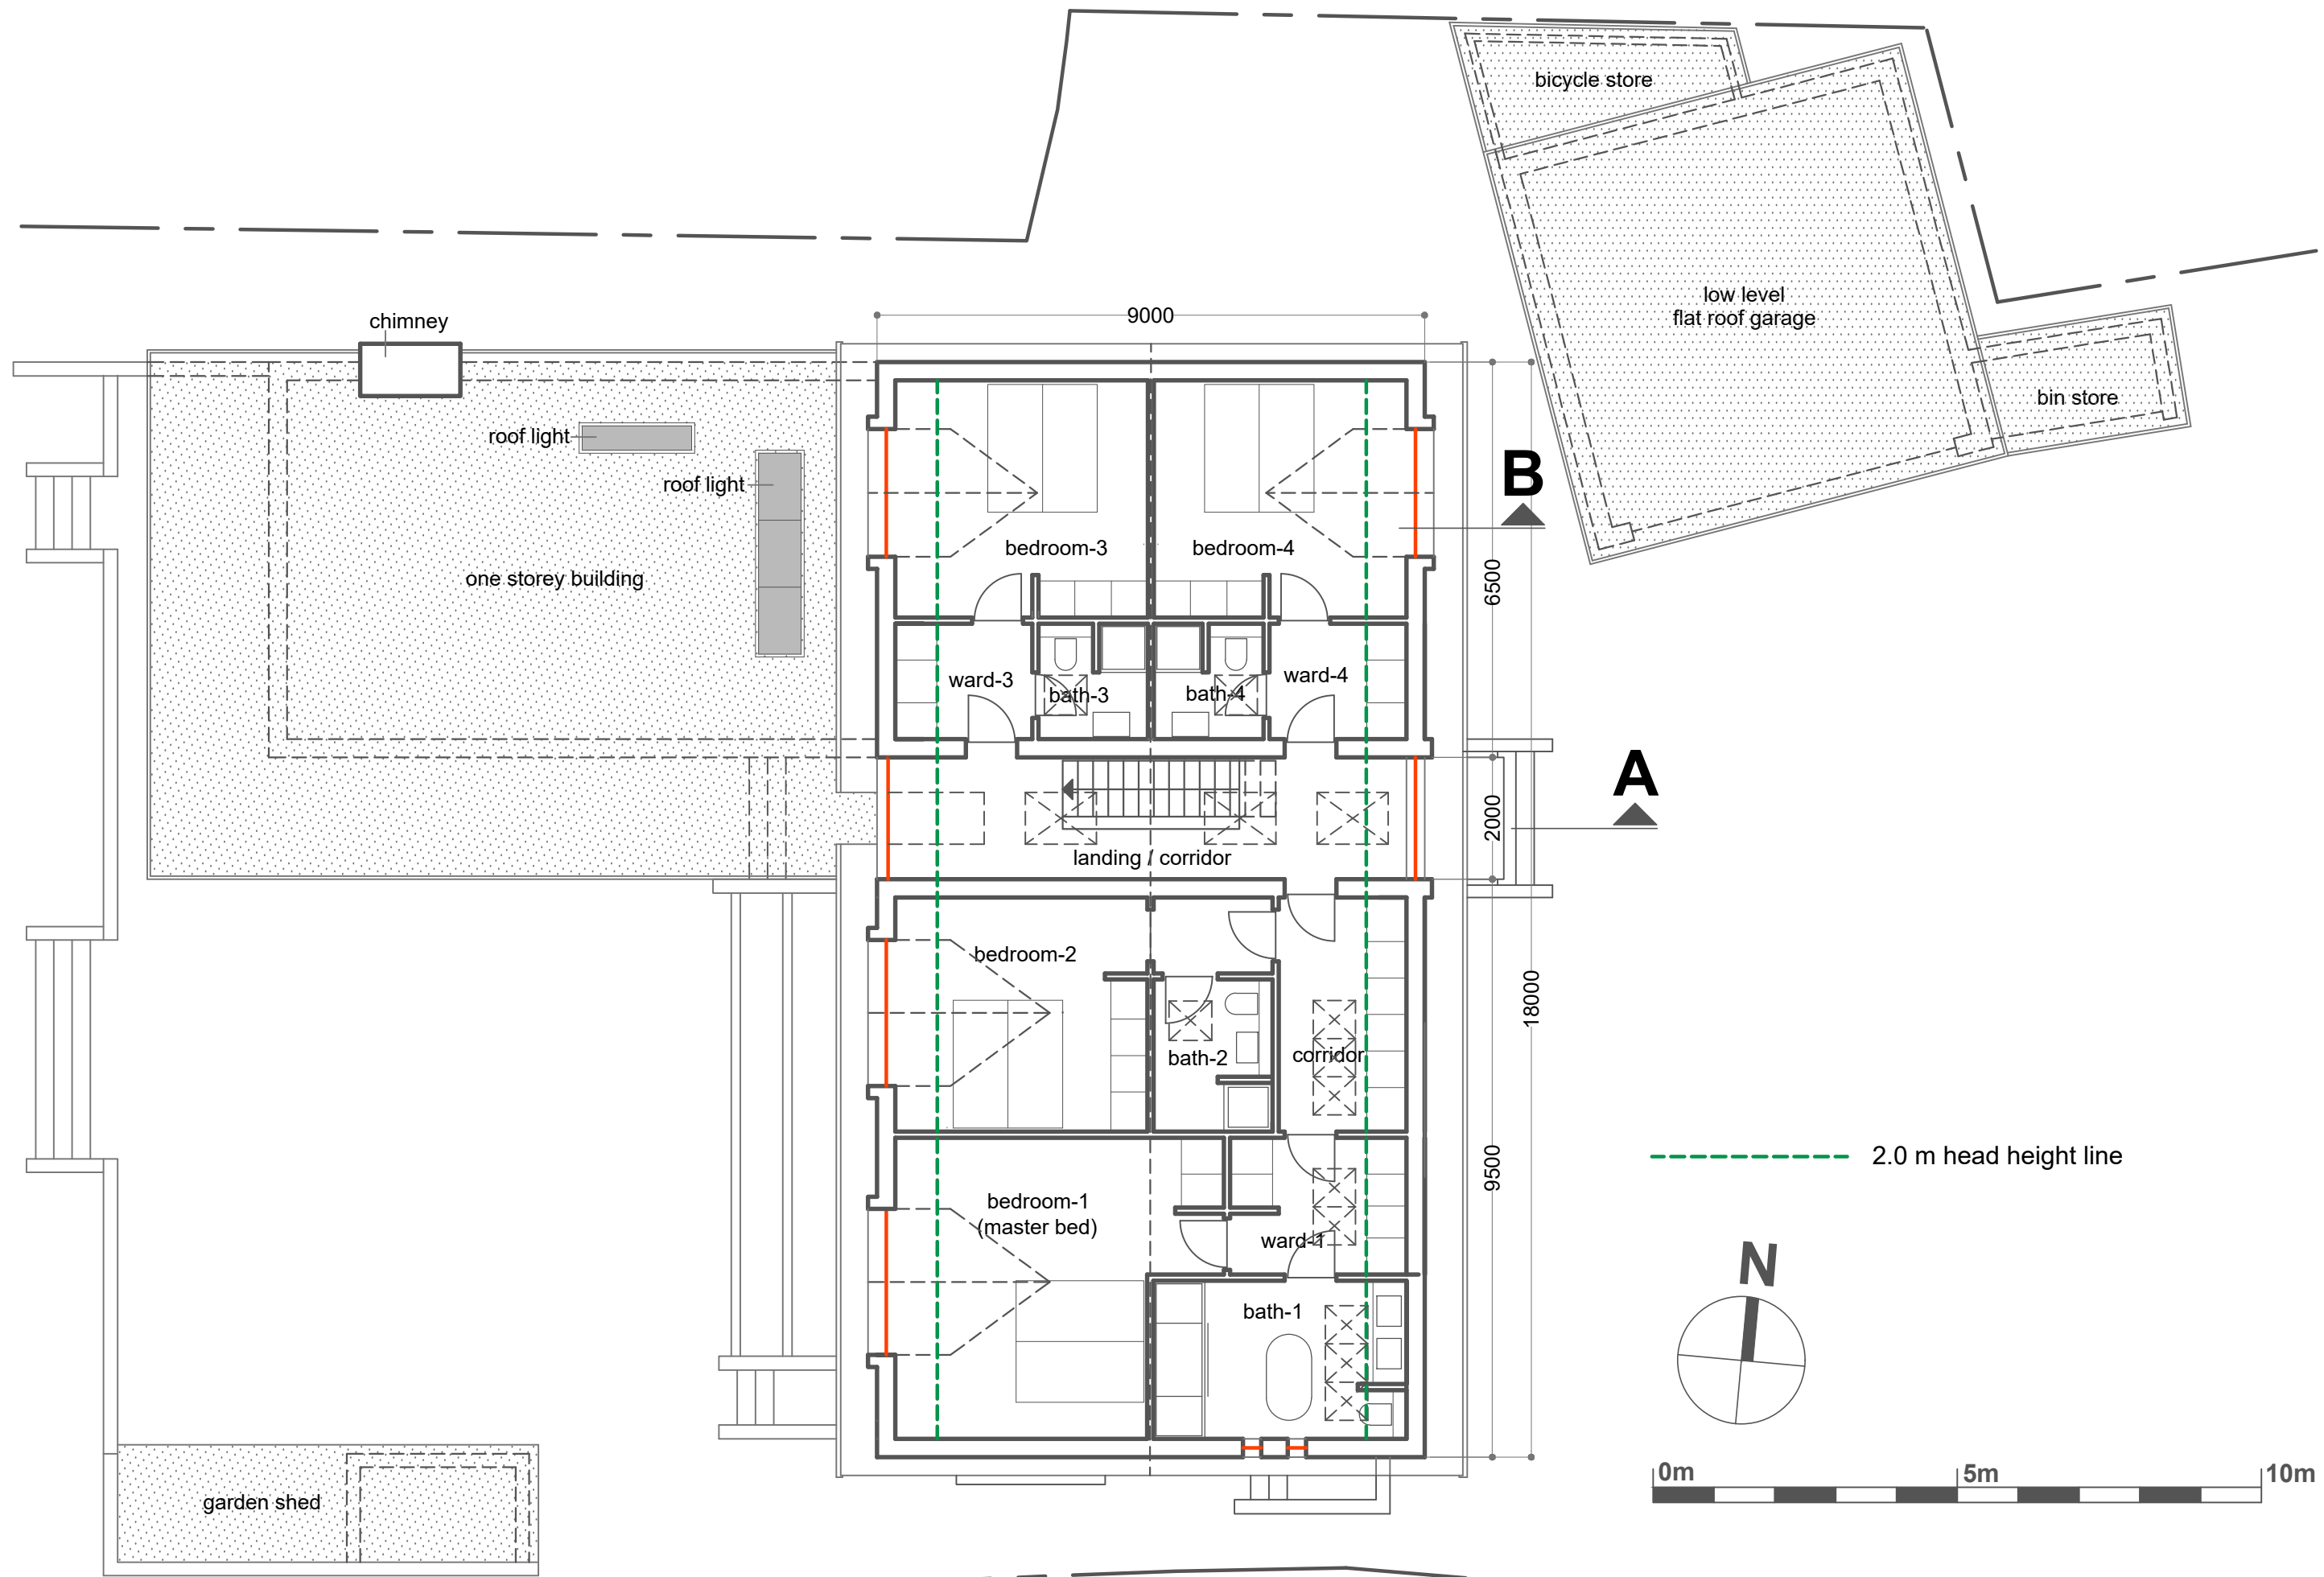 bicycle store
low level
flat roof garage
bin store
chimney
9000
roof light
roof light
B
bedroom-3
bedroom-4
one storey building
6500
ward-3
bath-3
bath-4
ward-4
A
2000
landing / corridor
bedroom-2
18000
bath-2
corridor
9500
2.0 m head height line
bedroom-1
(master bed)
ward-1
N
bath-1
0m
5m
10m
garden shed